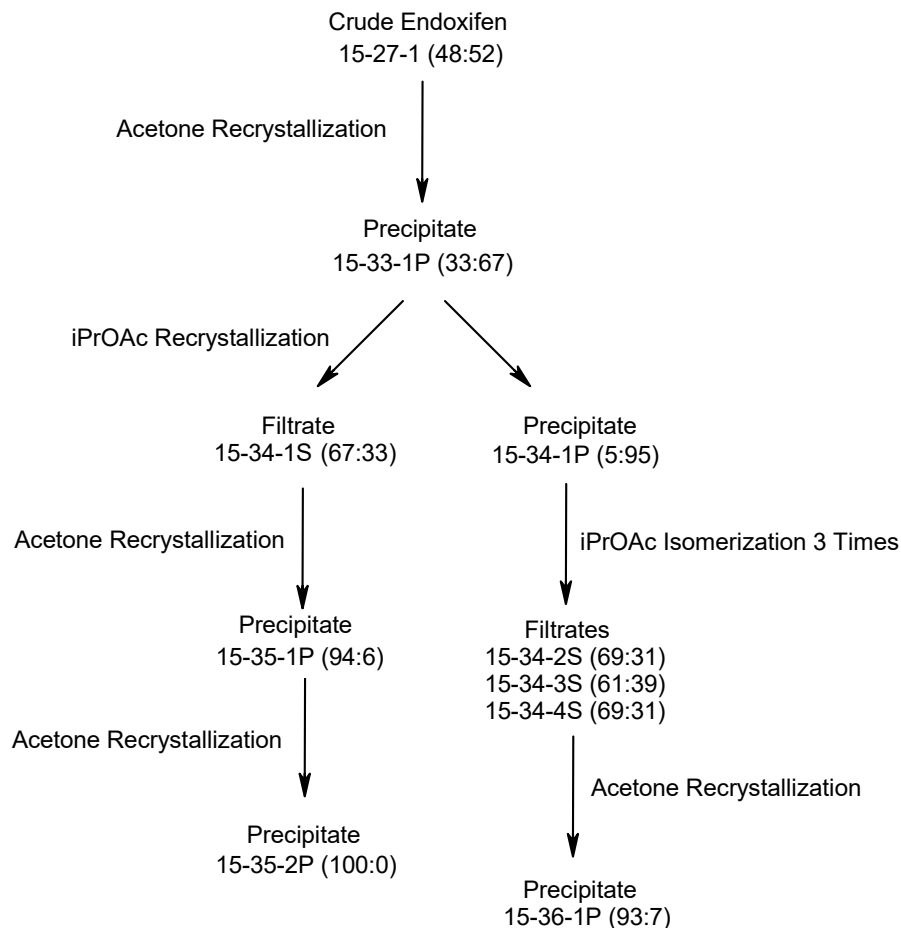 Crude Endoxifen
15-27-1 (48:52)
Acetone Recrystallization
Precipitate
15-33-1P (33:67)
iPrOAc Recrystallization
Filtrate
15-34-1S (67:33)
Precipitate
15-34-1P (5:95)
Acetone Recrystallization
iPrOAc Isomerization 3 Times
Precipitate
15-35-1P (94:6)
Filtrates
15-34-2S (69:31)
15-34-3S (61:39)
15-34-4S (69:31)
Acetone Recrystallization
Acetone Recrystallization
Precipitate
15-35-2P (100:0)
Precipitate
15-36-1P (93:7)